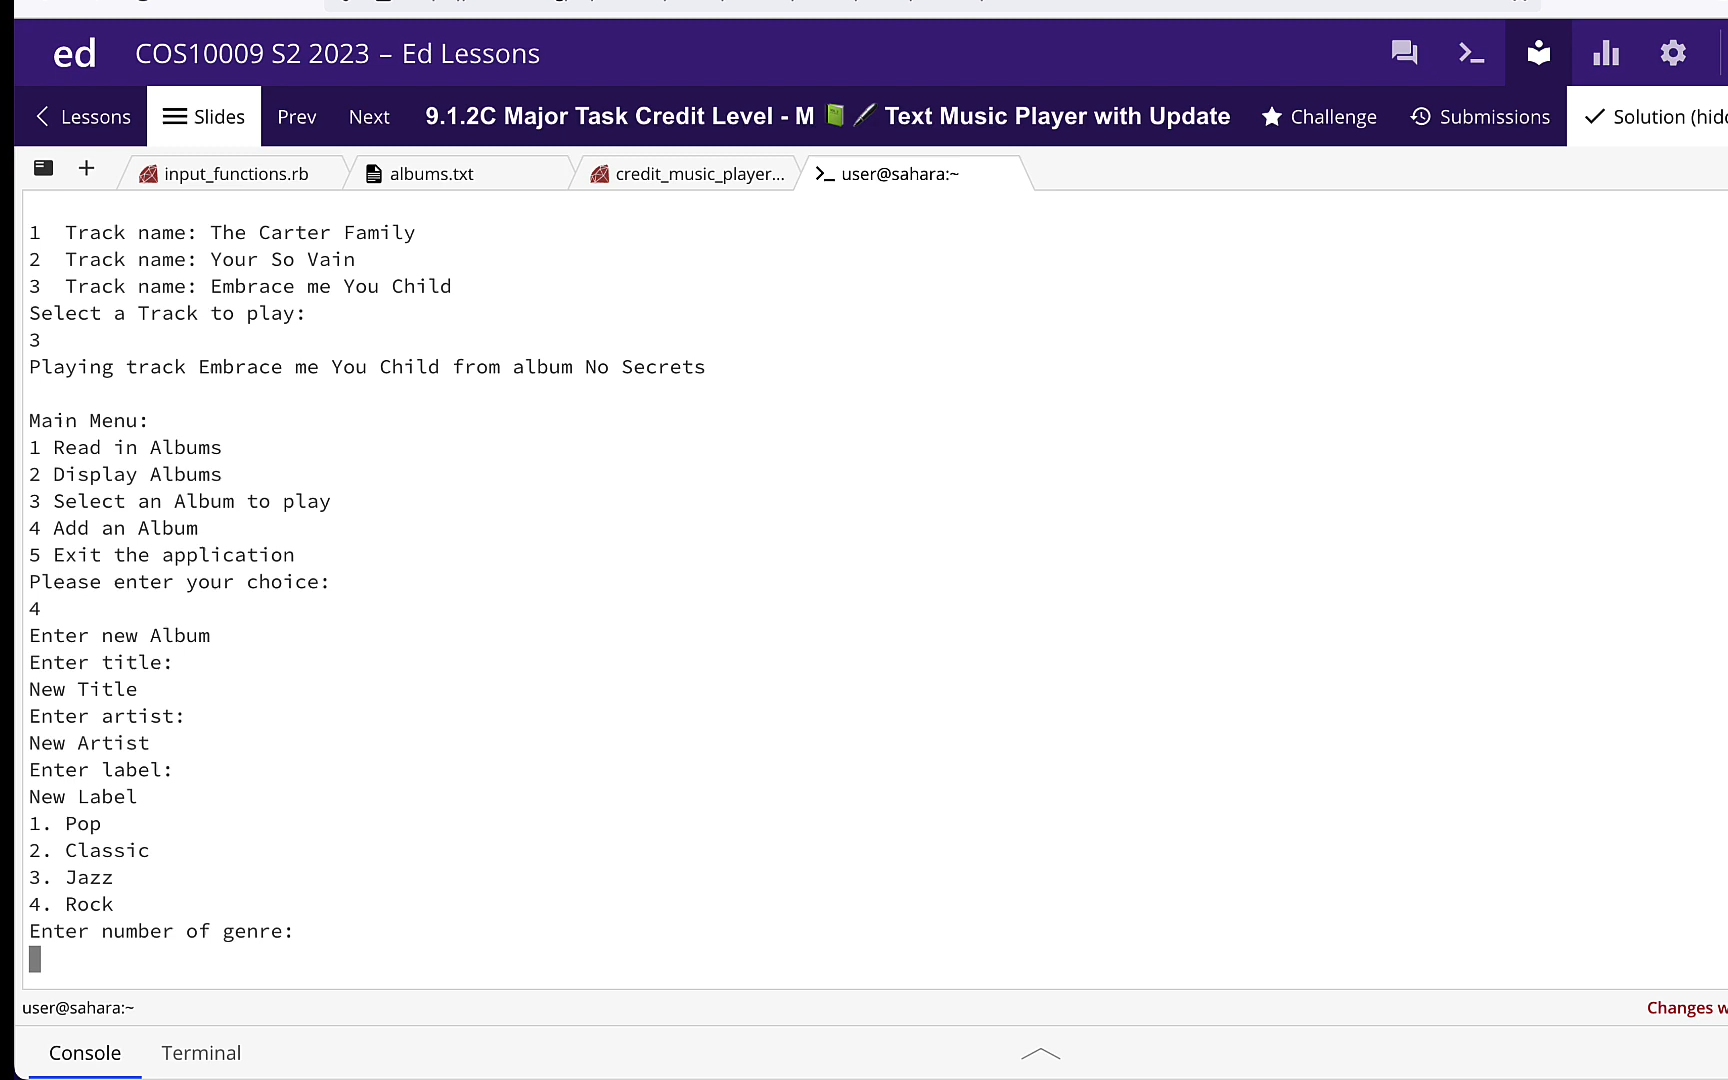 ed COS10009 S2 2023 – Ed Lessons
Lessons Slides Prev Next 9.1.2C Major Task Credit Level - M 📗 🖋 Text Music Player with Update Challenge Submissions Solution
input_functions.rb albums.txt credit_music_player... user@sahara:~
1  Track name: The Carter Family
2  Track name: Your So Vain
3  Track name: Embrace me You Child
Select a Track to play:
3
Playing track Embrace me You Child from album No Secrets
Main Menu:
1 Read in Albums
2 Display Albums
3 Select an Album to play
4 Add an Album
5 Exit the application
Please enter your choice:
4
Enter new Album
Enter title:
New Title
Enter artist:
New Artist
Enter label:
New Label
1. Pop
2. Classic
3. Jazz
4. Rock
Enter number of genre:
user@sahara:~ Changes
Console Terminal